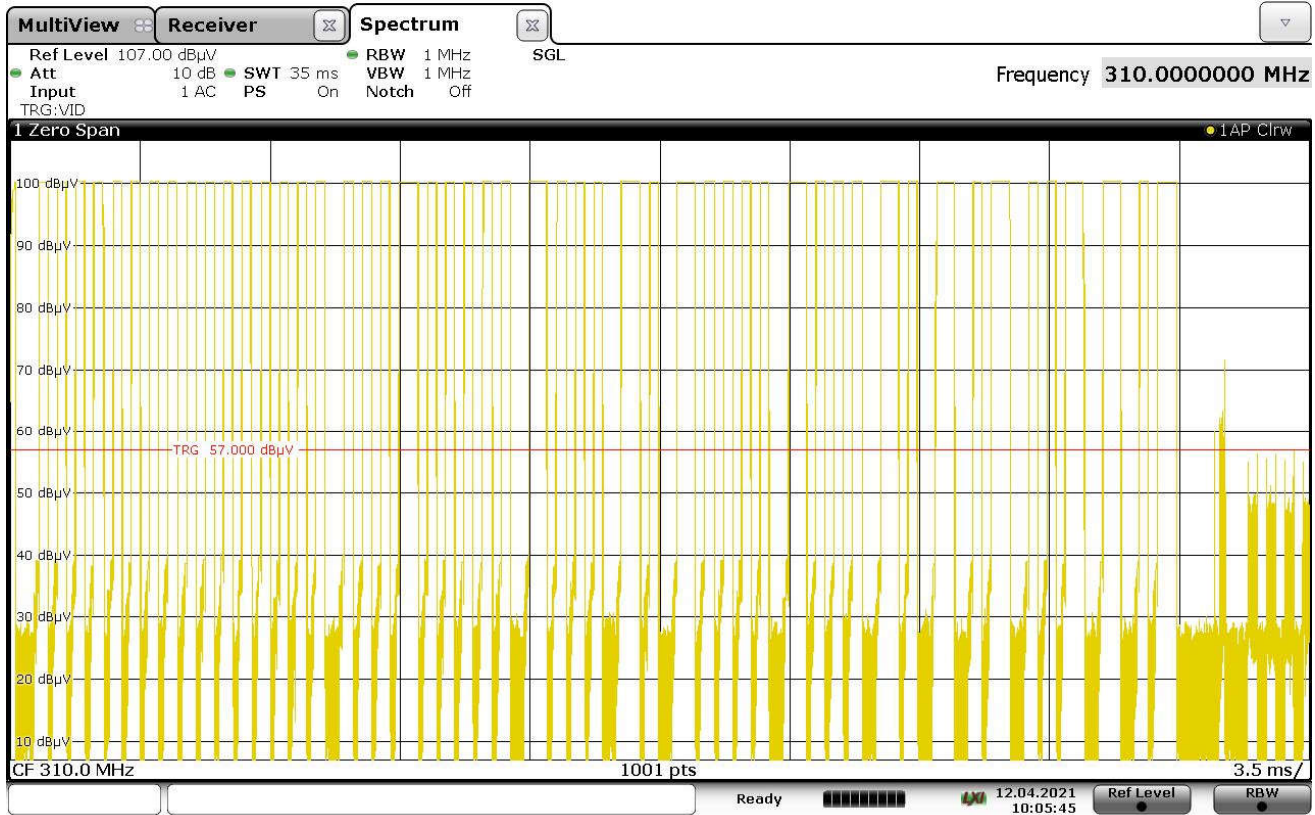 MultiView Receiver Spectrum
Ref Level 107.00 dBµV RBW 1 MHz SGL
Att 10 dB SWT 35 ms VBW 1 MHz Frequency 310.0000000 MHz
Input 1 AC PS On Notch Off
TRG:VID
1 Zero Span 1AP Clrw
100 dBµV
90 dBµV
80 dBµV
70 dBµV
60 dBµV
TRG 57.000 dBµV
50 dBµV
40 dBµV
30 dBµV
20 dBµV
10 dBµV
CF 310.0 MHz 1001 pts 3.5 ms/
Ready LXI 12.04.2021 Ref Level RBW
10:05:45